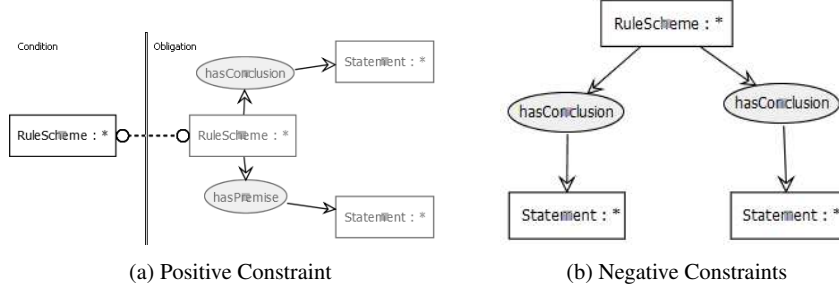 Condition
Obligation
hasConclusion
Statement : *
RuleScheme : *
RuleScheme : *
hasPremise
Statement : *
(a) Positive Constraint
RuleScheme : *
hasConclusion
hasConclusion
Statement : *
Statement : *
(b) Negative Constraints